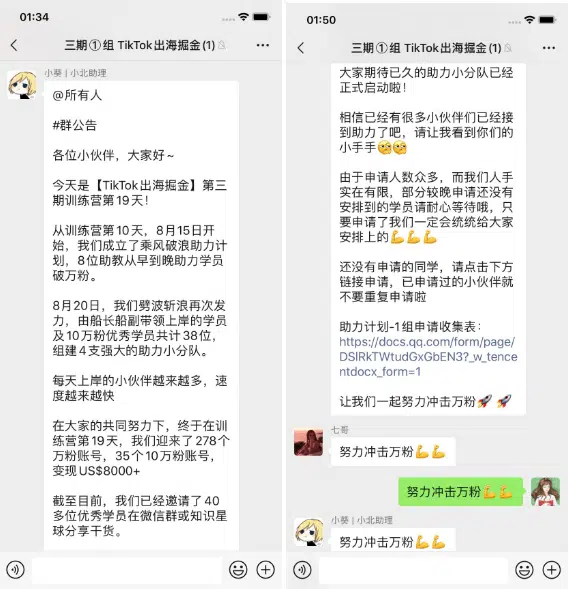 01:34
三期①组 TikTok出海掘金(1)
小葵 | 小北助理
@所有人
#群公告
各位小伙伴，大家好~
今天是【TikTok出海掘金】第三
期训练营第19天！
从训练营第10天，8月15日开
始，我们成立了乘风破浪助力计
划，8位助教从早到晚助力学员
破万粉。
8月20日，我们劈波斩浪再次发
力，由船长船副带领上岸的学员
及10万粉优秀学员共计38位，
组建4支强大的助力小分队。
每天上岸的小伙伴越来越多，速
度越来越快
在大家的共同努力下，终于在训
练营第19天，我们迎来了278个
万粉账号，35个10万粉账号，
变现US$8000+
截至目前，我们已经邀请了40
多位优秀学员在微信群或知识星
球分享干货。
01:50
三期①组 TikTok出海掘金(1)
大家期待已久的助力小分队已经
正式启动啦！
相信已经有很多小伙伴们已经接
到助力了吧，请让我看到你们的
小手手🤏🤏
由于申请人数众多，而我们人手
实在有限，部分较晚申请还没有
安排到的学员请耐心等待哦，只
要申请了我们一定会统统给大家
安排上的💪💪💪
还没有申请的同学，请点击下方
链接申请，已申请过的小伙伴就
不要重复申请啦
助力计划-1组申请收集表：
https://docs.qq.com/form/page/
DSlRkTWtudGxGbEN3?_w_tenc
entdocx_form=1
让我们一起努力冲击万粉🚀 🚀
七哥
努力冲击万粉💪💪
努力冲击万粉💪💪
小葵 | 小北助理
努力冲击万粉💪💪